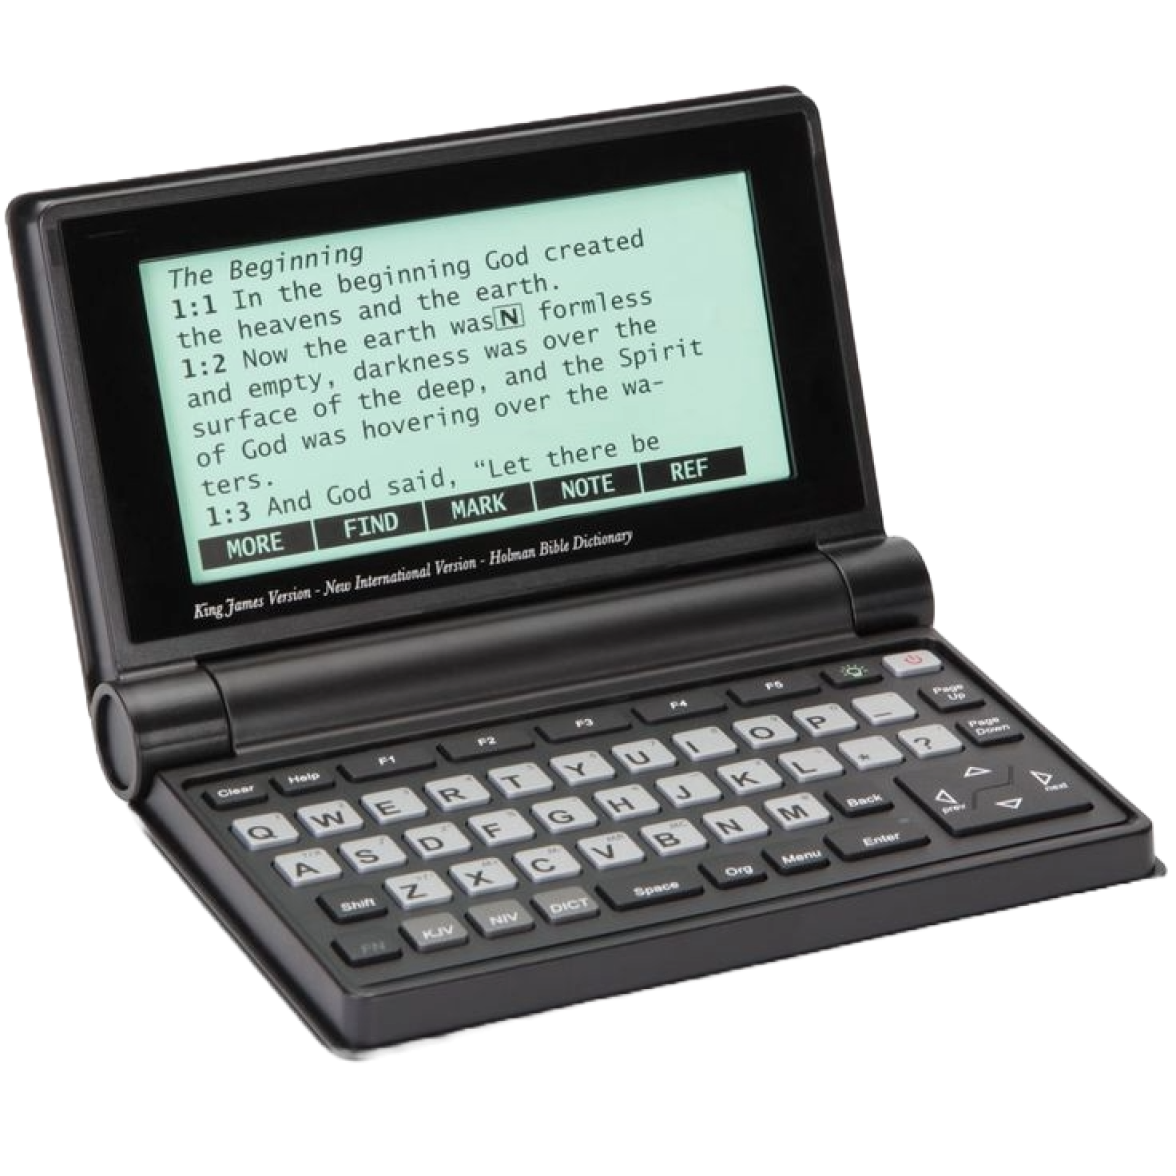 The Beginning
1:1 In the beginning God created
the heavens and the earth.
1:2 Now the earth was N formless
and empty, darkness was over the
surface of the deep, and the Spirit
of God was hovering over the wa-
ters.
1:3 And God said, “Let there be
MORE FIND MARK NOTE REF
King James Version - New International Version - Holman Bible Dictionary
Clear Help F1 F2 F3 F4 F5
Q W E R T Y U I O P _ Page Up
A S D F G H J K L * ? Page Down
Shift Z X C V B N M Back prev next
FN KJV NIV DICT Space Org Menu Enter